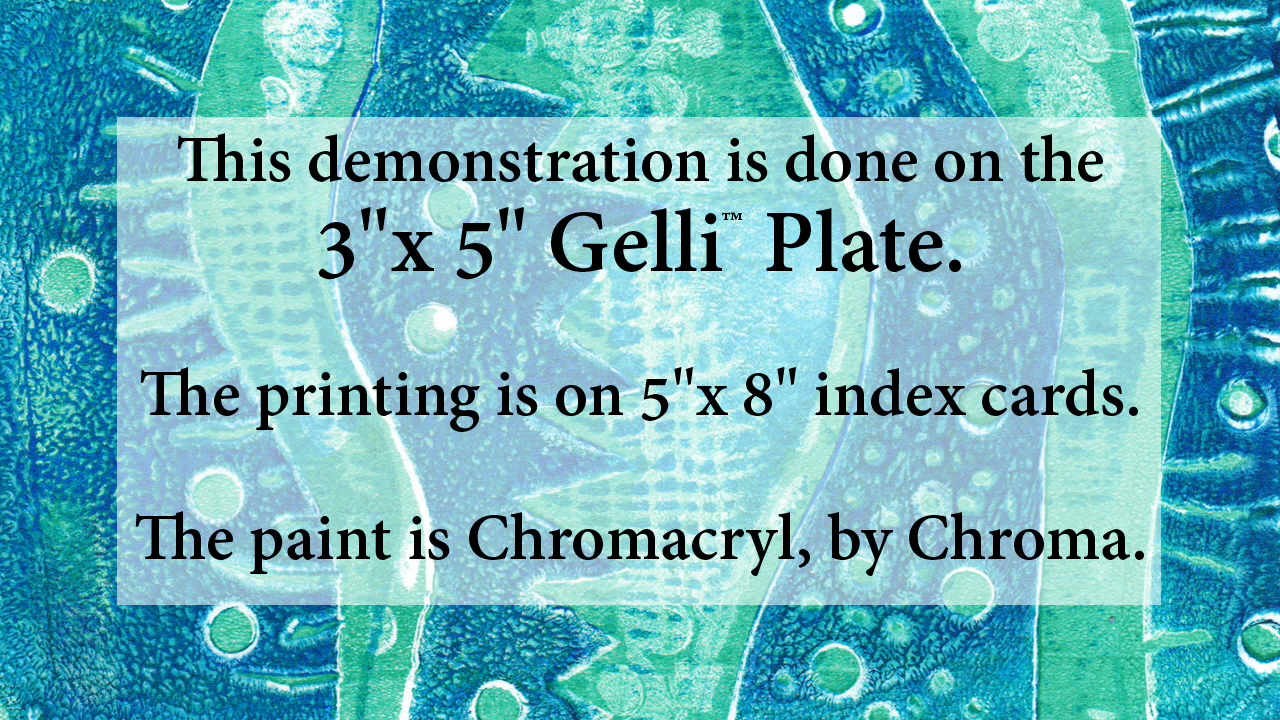 This demonstration is done on the
3"x 5" Gelli™ Plate.
The printing is on 5"x 8" index cards.
The paint is Chromacryl, by Chroma.